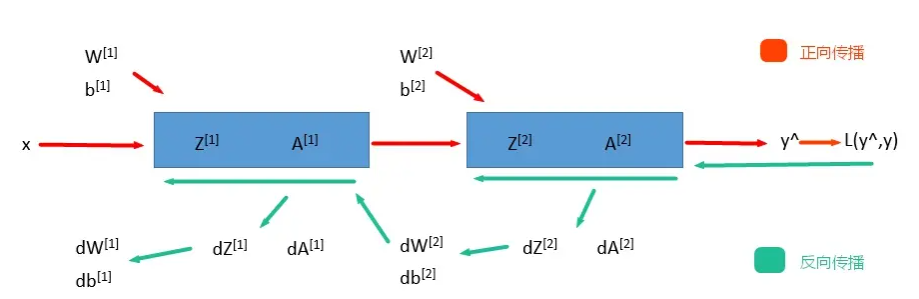 W[1]
b[1]
W[2]
b[2]
正向传播
x
Z[1]
A[1]
Z[2]
A[2]
y^
L(y^,y)
dW[1]
db[1]
dZ[1]
dA[1]
dW[2]
db[2]
dZ[2]
dA[2]
反向传播